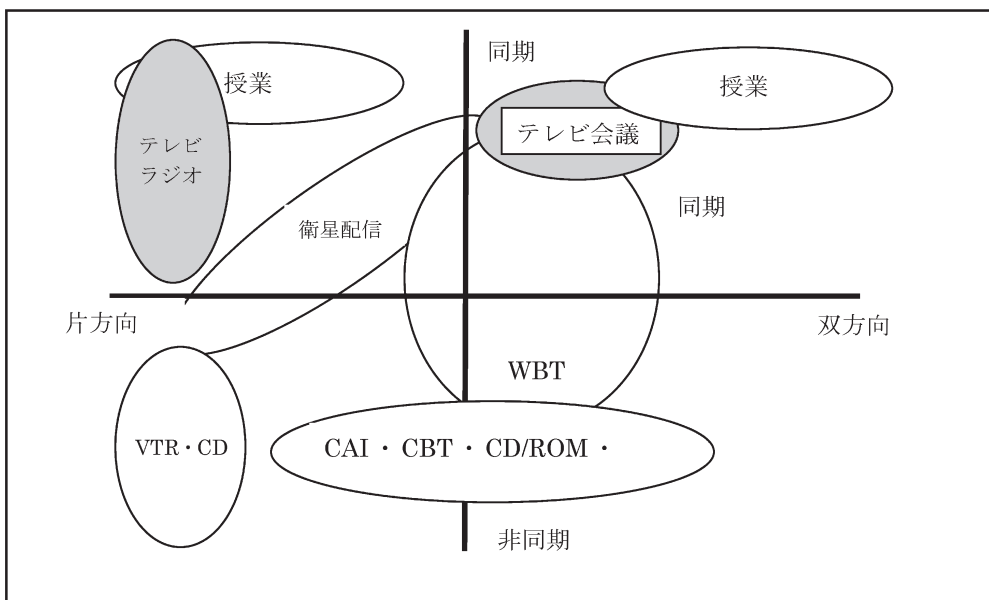 同期
授業
授業
テレビ会議
テレビ
ラジオ
同期
衛星配信
片方向
双方向
WBT
VTR・CD
CAI ・ CBT ・ CD/ROM ・
非同期